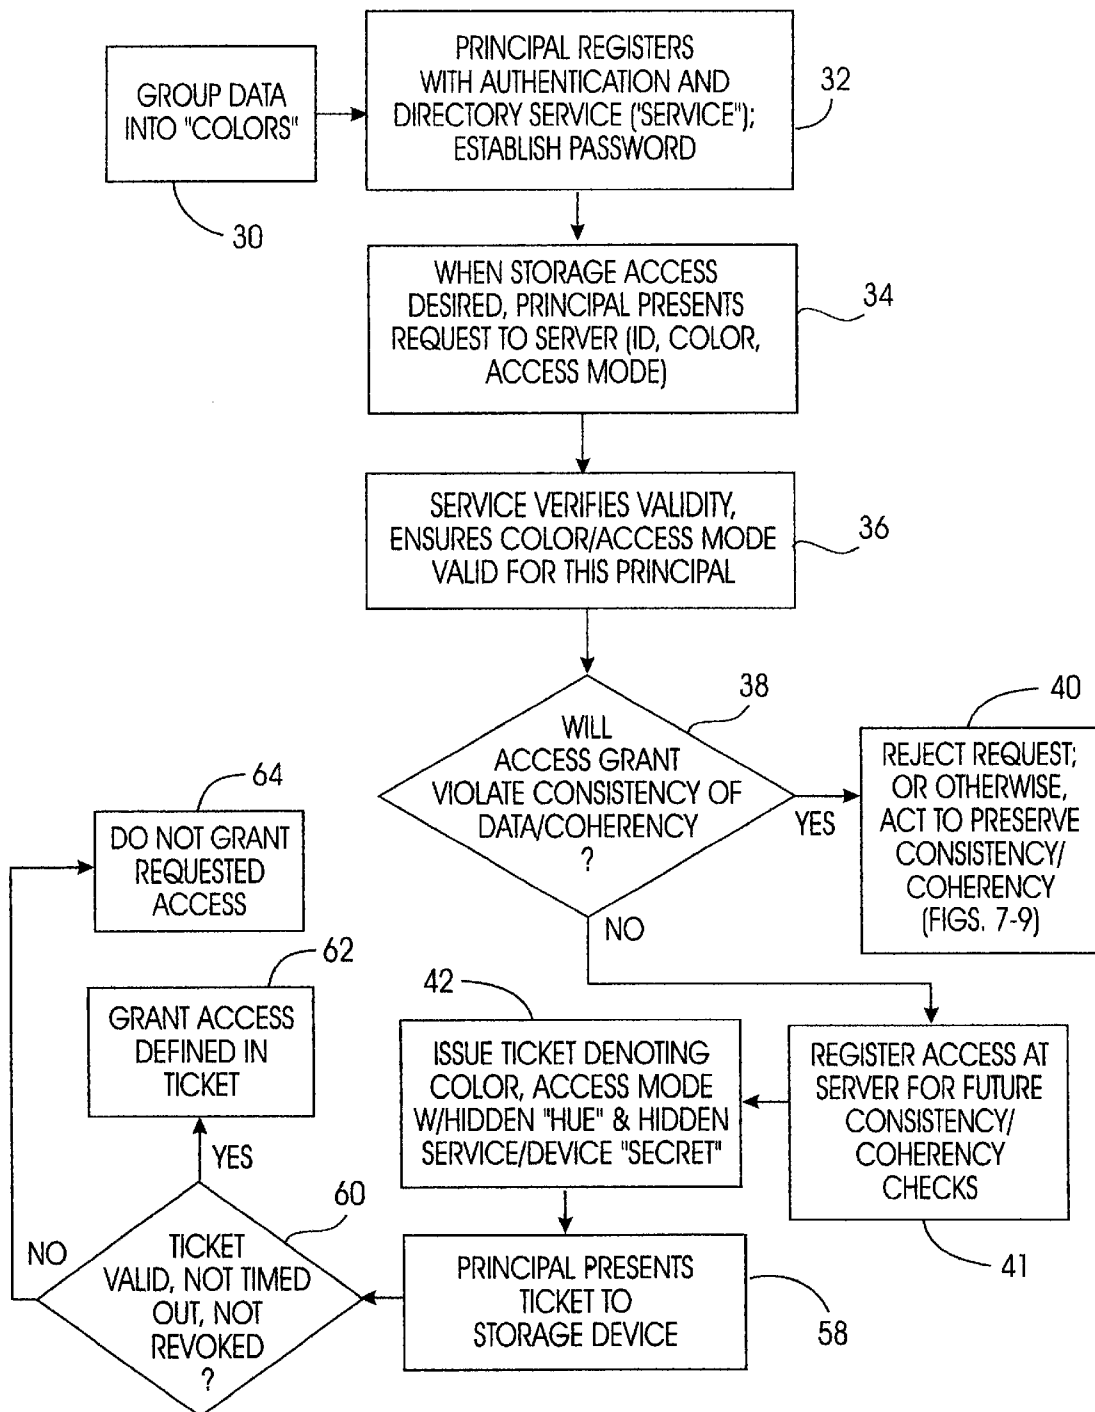 GROUP DATA
INTO "COLORS"
30
PRINCIPAL REGISTERS
WITH AUTHENTICATION AND
DIRECTORY SERVICE ('SERVICE");
ESTABLISH PASSWORD
32
WHEN STORAGE ACCESS
DESIRED, PRINCIPAL PRESENTS
REQUEST TO SERVER (ID, COLOR,
ACCESS MODE)
34
SERVICE VERIFIES VALIDITY,
ENSURES COLOR/ACCESS MODE
VALID FOR THIS PRINCIPAL
36
WILL
ACCESS GRANT
VIOLATE CONSISTENCY OF
DATA/COHERENCY
?
38
YES
REJECT REQUEST;
OR OTHERWISE,
ACT TO PRESERVE
CONSISTENCY/
COHERENCY
(FIGS. 7-9)
40
NO
REGISTER ACCESS AT
SERVER FOR FUTURE
CONSISTENCY/
COHERENCY
CHECKS
41
ISSUE TICKET DENOTING
COLOR, ACCESS MODE
W/HIDDEN "HUE" & HIDDEN
SERVICE/DEVICE "SECRET"
42
PRINCIPAL PRESENTS
TICKET TO
STORAGE DEVICE
58
TICKET
VALID, NOT TIMED
OUT, NOT
REVOKED
?
60
YES
GRANT ACCESS
DEFINED IN
TICKET
62
NO
DO NOT GRANT
REQUESTED
ACCESS
64